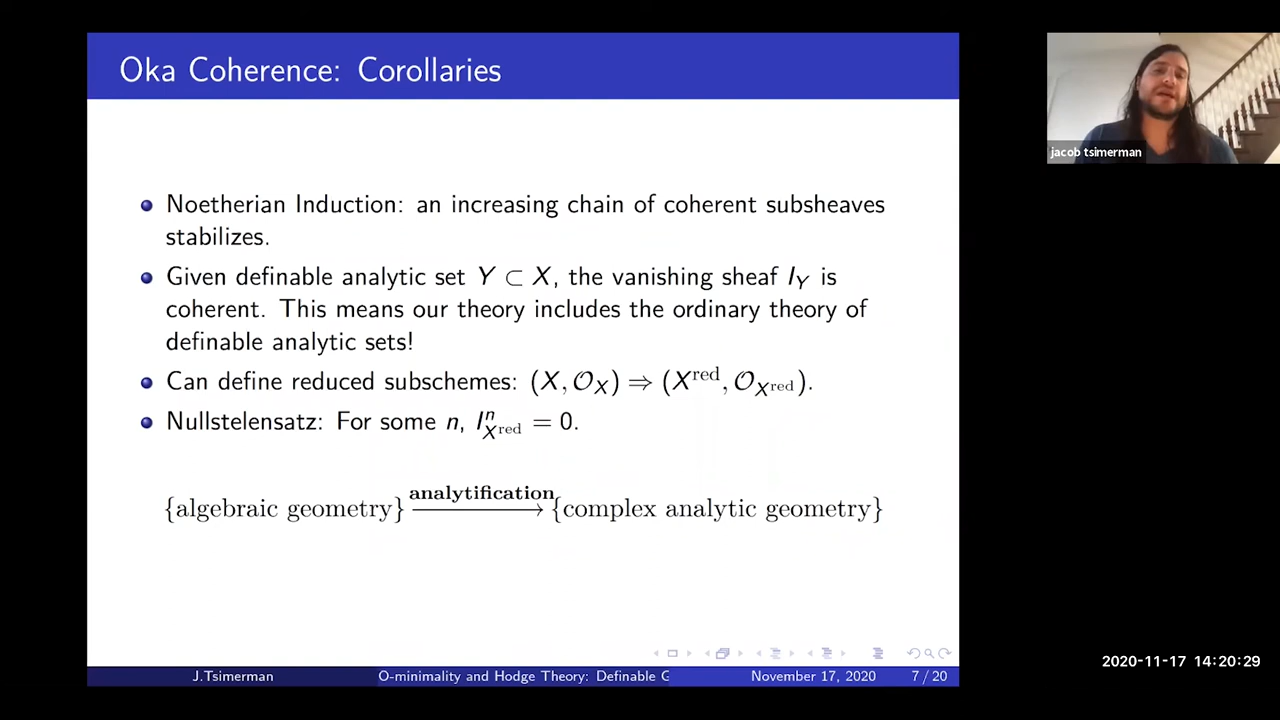 Oka Coherence: Corollaries
jacob tsimerman
Noetherian Induction: an increasing chain of coherent subsheaves
stabilizes.
Given definable analytic set Y ⊂ X, the vanishing sheaf I_Y is
coherent. This means our theory includes the ordinary theory of
definable analytic sets!
Can define reduced subschemes: (X, 𝒪_X) ⇒ (X^red, 𝒪_{X^red}).
Nullstelensatz: For some n, I^n_{X^red} = 0.
analytification
{algebraic geometry} ⟶ {complex analytic geometry}
2020-11-17 14:20:29
J.Tsimerman O-minimality and Hodge Theory: Definable G November 17, 2020 7 / 20